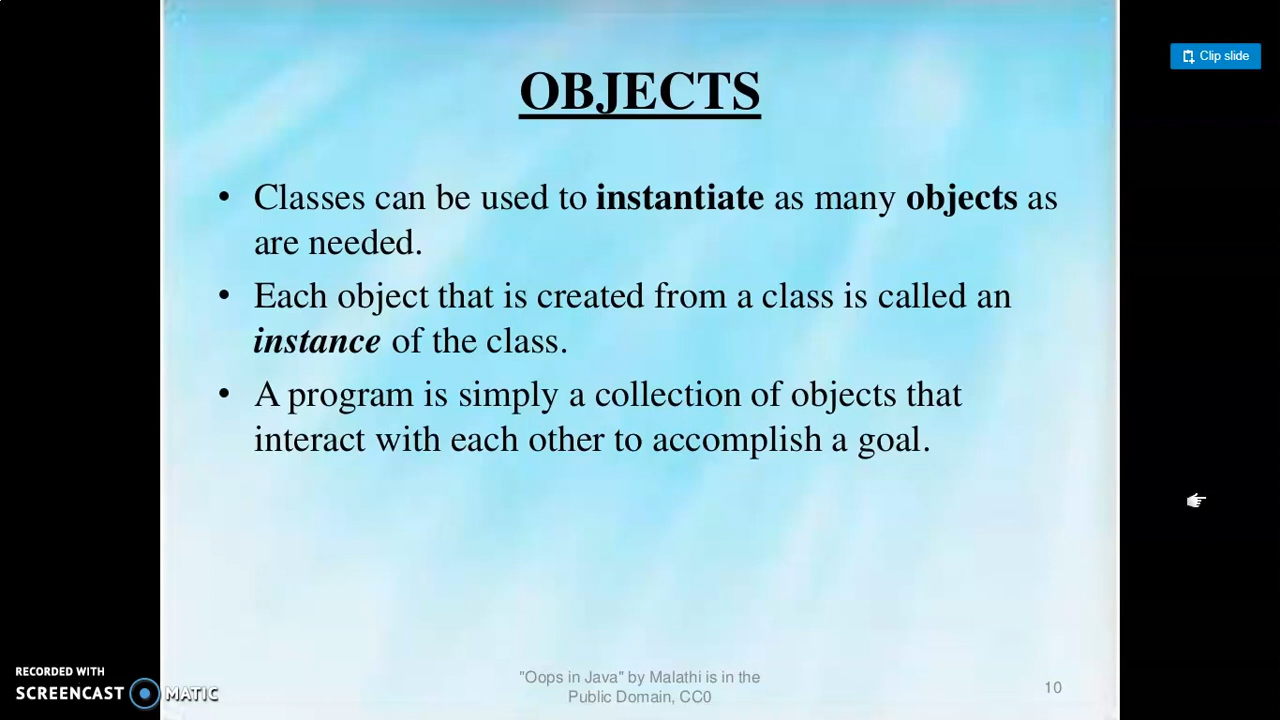 Clip slide
OBJECTS
• Classes can be used to instantiate as many objects as
are needed.
• Each object that is created from a class is called an
instance of the class.
• A program is simply a collection of objects that
interact with each other to accomplish a goal.
RECORDED WITH
SCREENCAST MATIC
"Oops in Java" by Malathi is in the
Public Domain, CC0
10